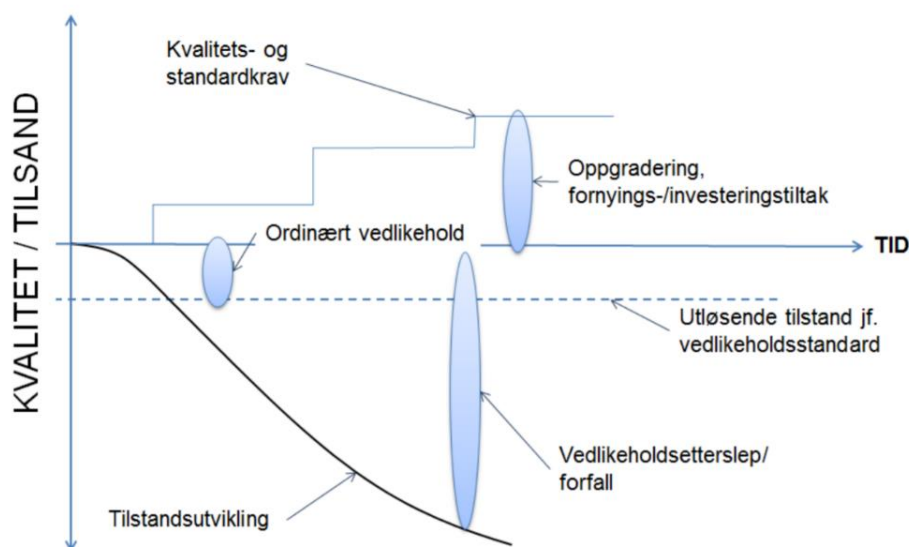 KVALITET / TILSAND
Kvalitets- og
standardkrav
Oppgradering,
fornyings-/investeringstiltak
Ordinært vedlikehold
TID
Utløsende tilstand jf.
vedlikeholdsstandard
Vedlikeholdsetterslep/
forfall
Tilstandsutvikling